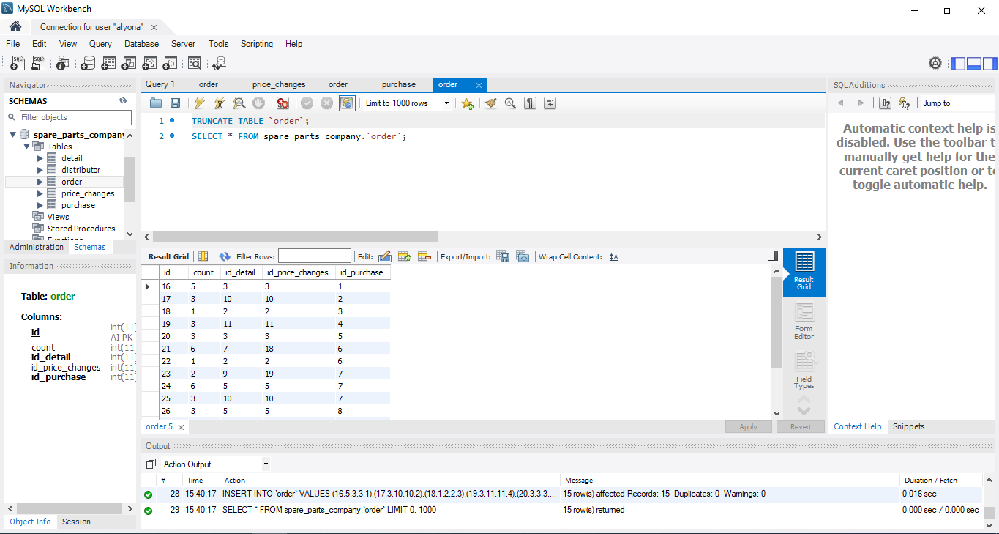 MySQL Workbench
Connection for user "alyona"
File Edit View Query Database Server Tools Scripting Help
Navigator
SCHEMAS
Filter objects
spare_parts_company
Tables
detail
distributor
order
price_changes
purchase
Views
Stored Procedures
Functions
Administration Schemas
Information
Table: order
Columns:
id int(11) AI PK
count int(11)
id_detail int(11)
id_price_changes int(11)
id_purchase int(11)
Object Info Session
Query 1 order price_changes order purchase order
Limit to 1000 rows
1 TRUNCATE TABLE `order`;
2 SELECT * FROM spare_parts_company.`order`;
Result Grid Filter Rows: Edit: Export/Import: Wrap Cell Content:
id count id_detail id_price_changes id_purchase
16 5 3 3 1
17 3 10 10 2
18 1 2 2 3
19 3 11 11 4
20 3 3 3 5
21 6 7 18 6
22 1 2 2 6
23 2 9 19 7
24 6 5 5 7
25 3 10 10 7
26 3 5 5 8
Result Grid
Form Editor
Field Types
order 5
Apply Revert
SQLAdditions
Jump to
Automatic context help is
disabled. Use the toolbar t
manually get help for the
current caret position or to
toggle automatic help.
Context Help Snippets
Output
Action Output
# Time Action Message Duration / Fetch
28 15:40:17 INSERT INTO `order` VALUES (16,5,3,3,1),(17,3,10,10,2),(18,1,2,2,3),(19,3,11,11,4),(20,3,3,3,... 15 row(s) affected Records: 15 Duplicates: 0 Warnings: 0 0,016 sec
29 15:40:17 SELECT * FROM spare_parts_company.`order` LIMIT 0, 1000 15 row(s) returned 0,000 sec / 0,000 sec